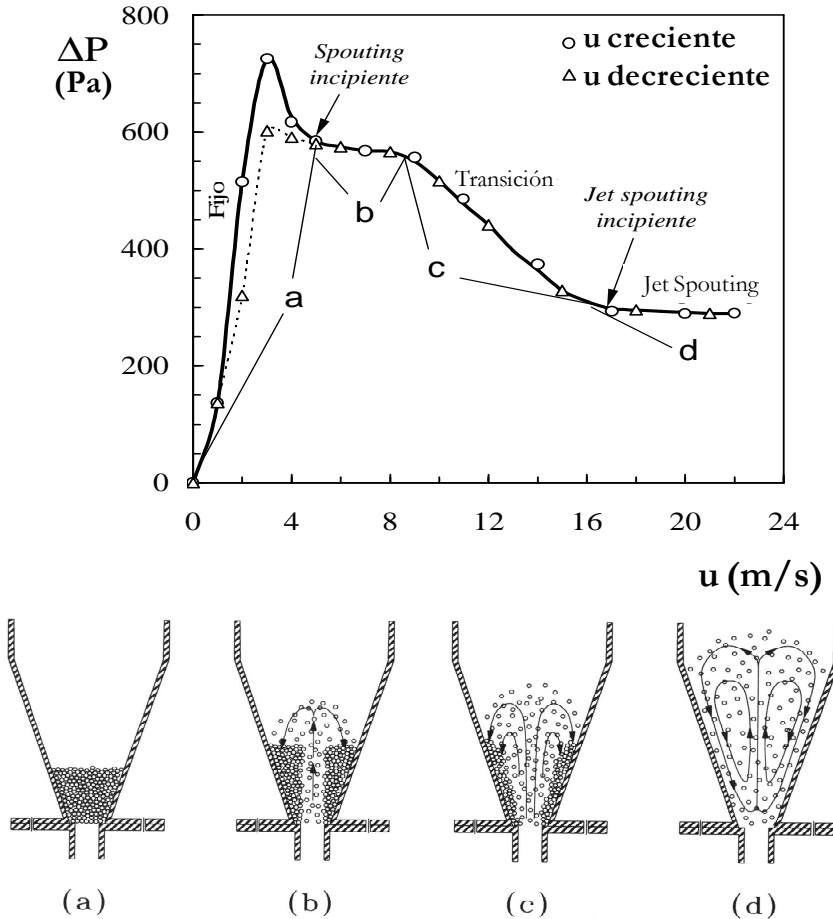 800
ΔP
(Pa)
600
400
200
0
Spouting
incipiente
u creciente
u decreciente
Fijo
Transición
Jet spouting
incipiente
Jet Spouting
a
b
c
d
0 4 8 12 16 20 24
u (m/s)
(a) (b) (c) (d)